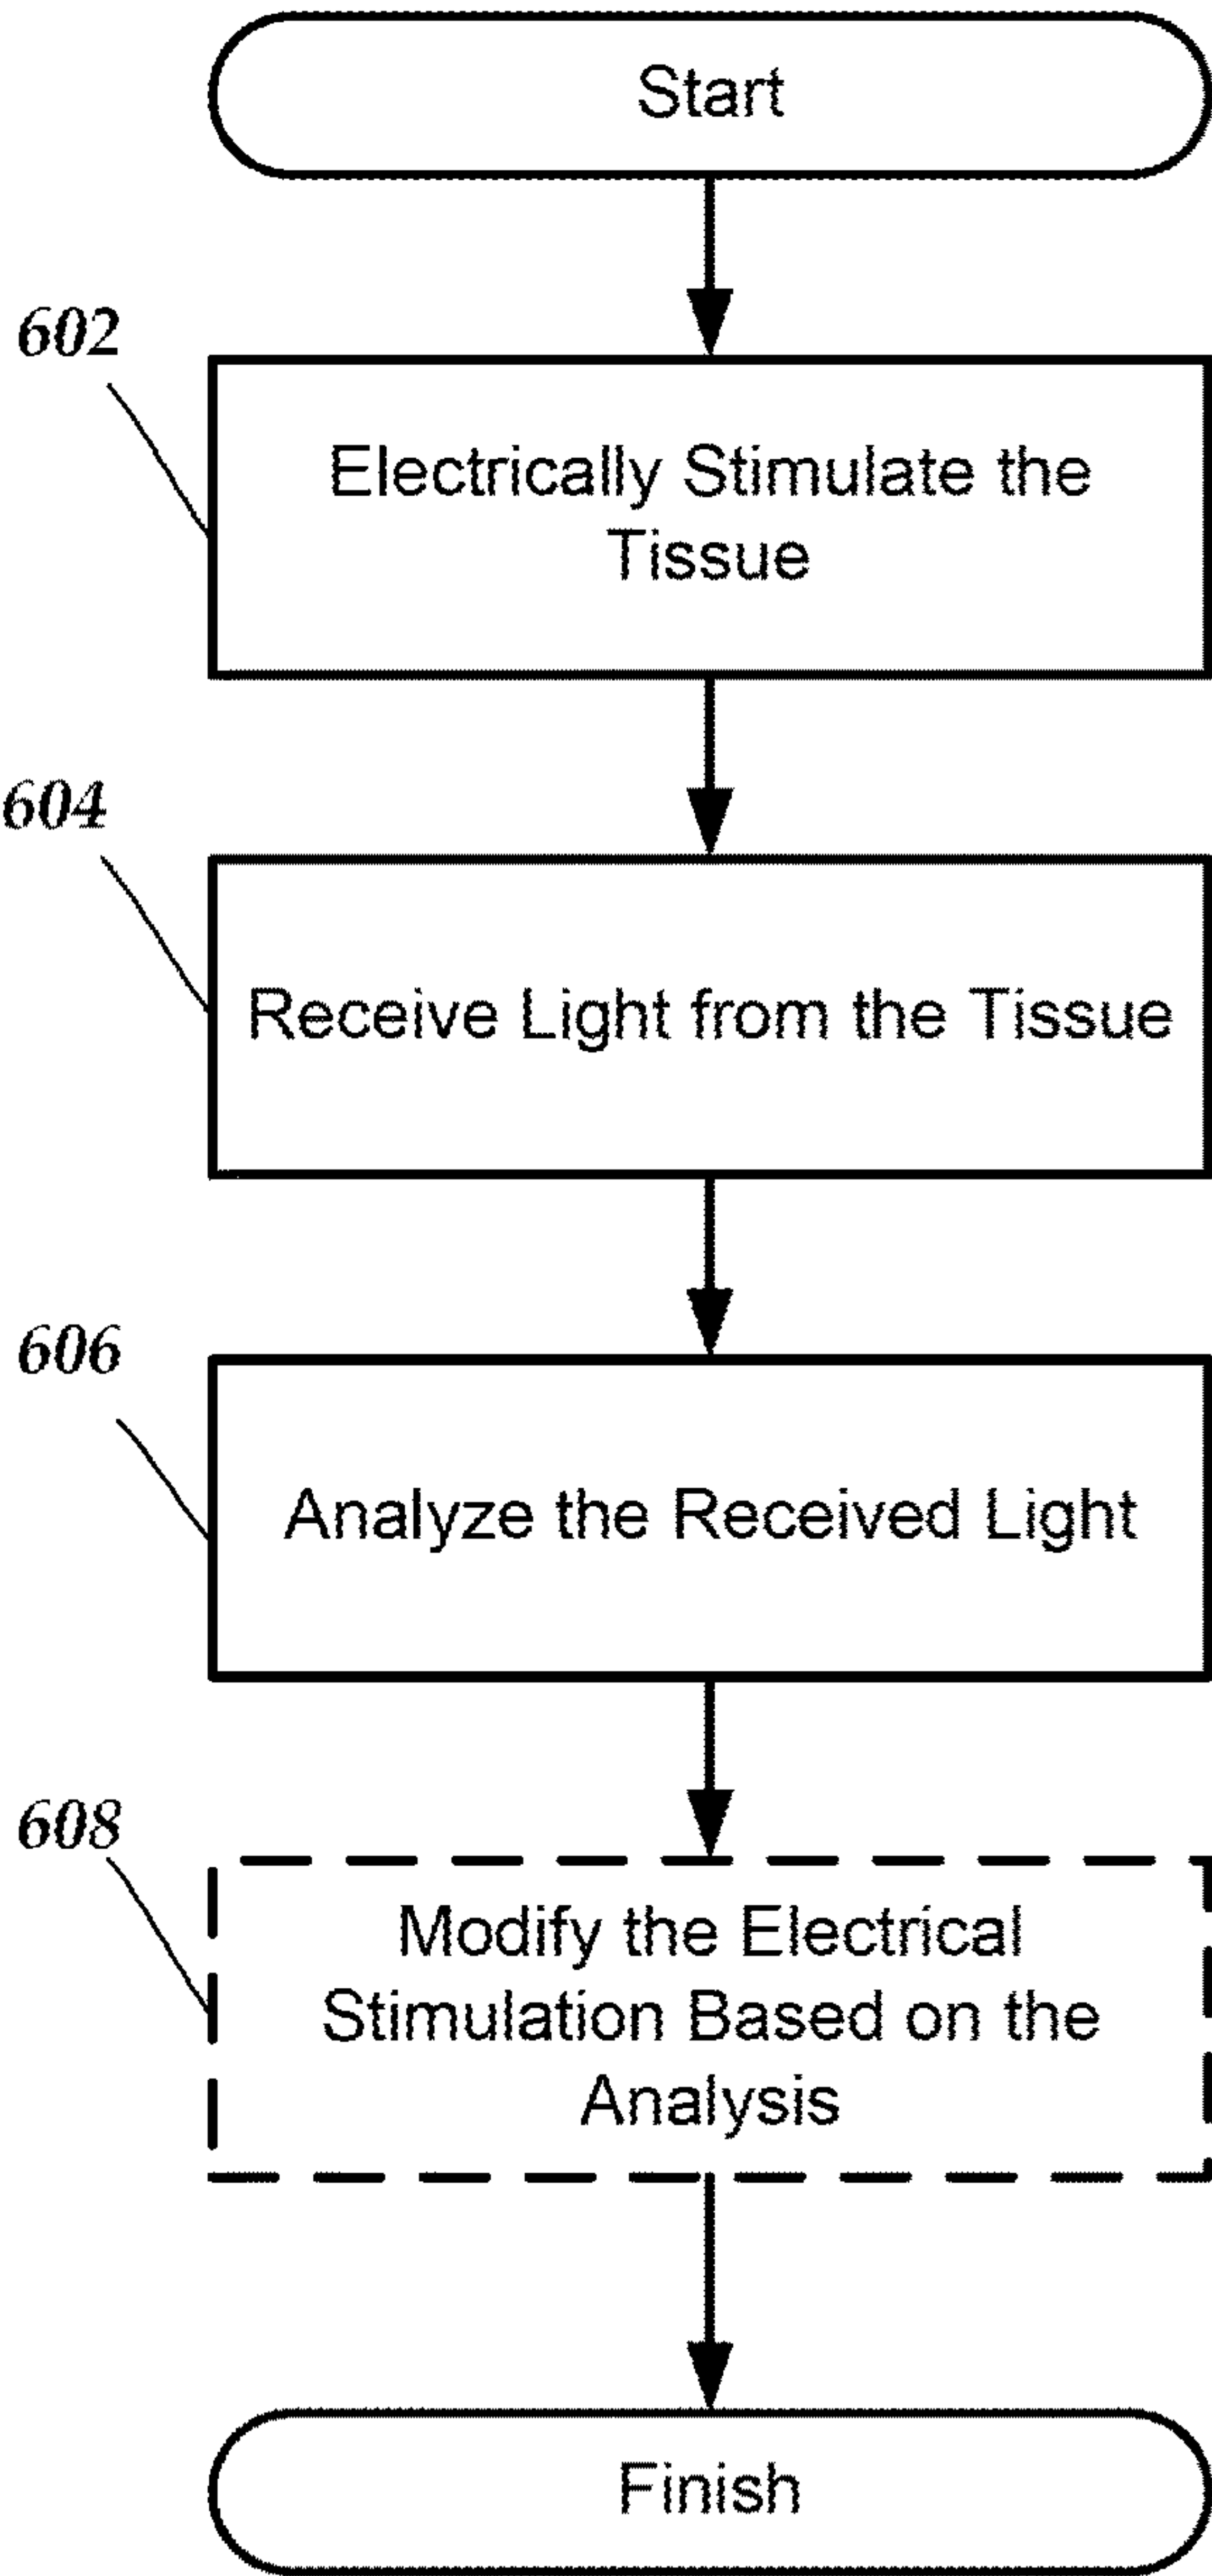 Start
602
Electrically Stimulate the
Tissue
604
Receive Light from the Tissue
606
Analyze the Received Light
608
Modify the Electrical
Stimulation Based on the
Analysis
Finish